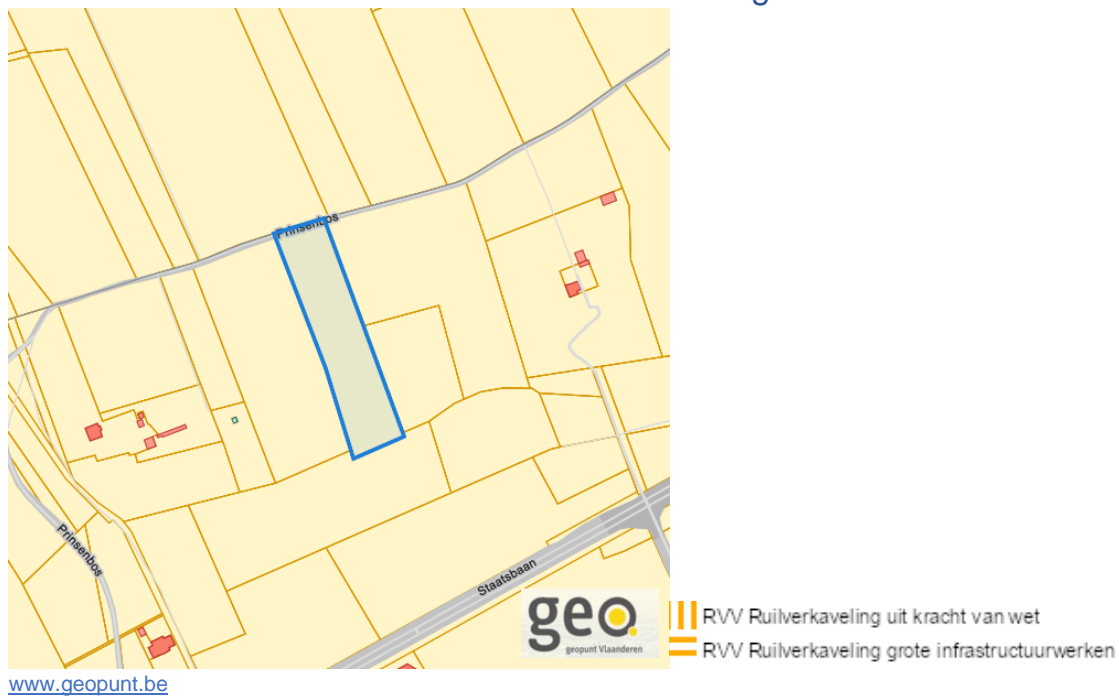 Prinsenbos
Prinsenbos
Staatsbaan
geo
geopunt Vlaanderen
RVV Ruilverkaveling uit kracht van wet
RVV Ruilverkaveling grote infrastructuurwerken
www.geopunt.be